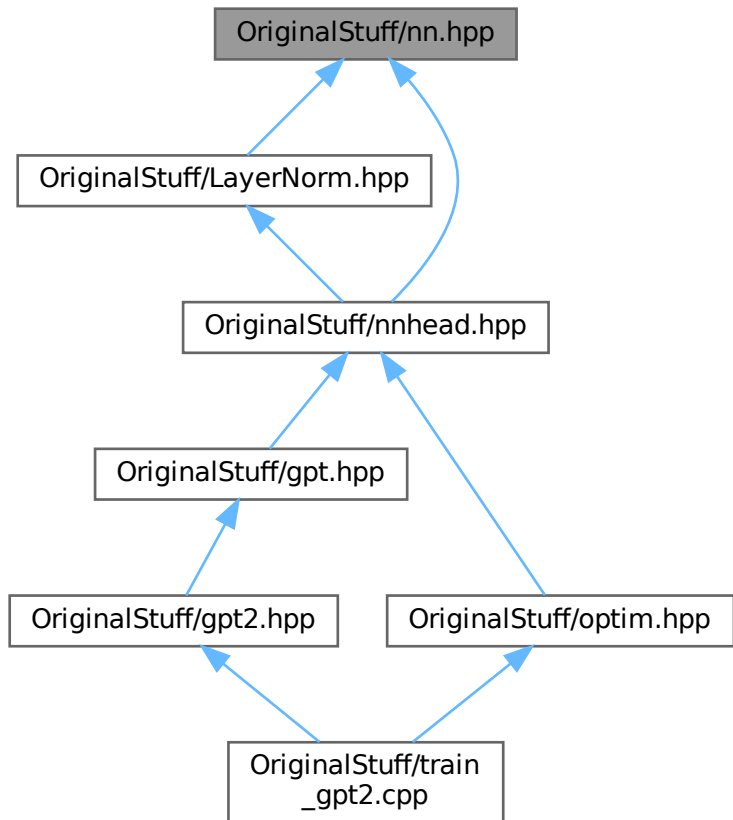 OriginalStuff/nn.hpp
OriginalStuff/LayerNorm.hpp
OriginalStuff/nnhead.hpp
OriginalStuff/gpt.hpp
OriginalStuff/gpt2.hpp
OriginalStuff/optim.hpp
OriginalStuff/train
_gpt2.cpp